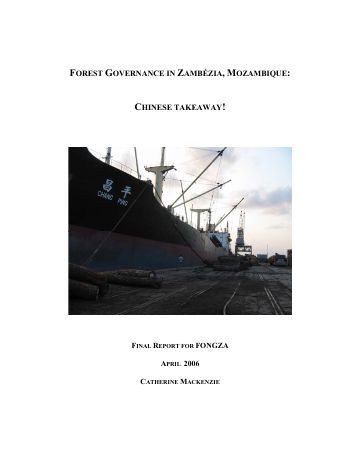 FOREST GOVERNANCE IN ZAMBÉZIA, MOZAMBIQUE:
CHINESE TAKEAWAY!
昌 平
CHANG PING
FINAL REPORT FOR FONGZA
APRIL 2006
CATHERINE MACKENZIE